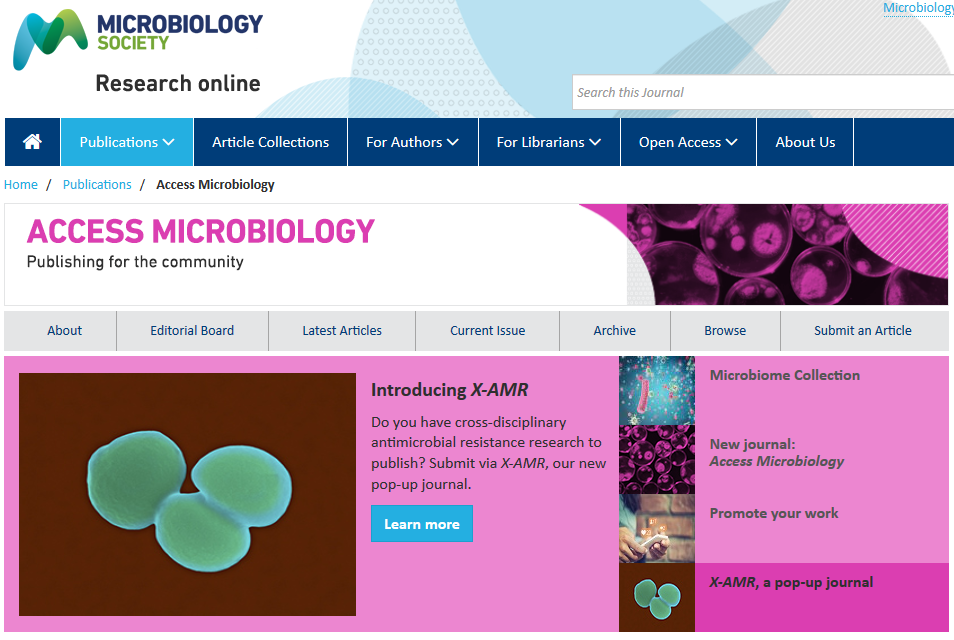 Microbiology
MICROBIOLOGY
SOCIETY
Research online
Search this Journal
Publications
Article Collections
For Authors
For Librarians
Open Access
About Us
Home / Publications / Access Microbiology
ACCESS MICROBIOLOGY
Publishing for the community
About
Editorial Board
Latest Articles
Current Issue
Archive
Browse
Submit an Article
Introducing X-AMR
Do you have cross-disciplinary
antimicrobial resistance research to
publish? Submit via X-AMR, our new
pop-up journal.
Learn more
Microbiome Collection
New journal:
Access Microbiology
Promote your work
X-AMR, a pop-up journal